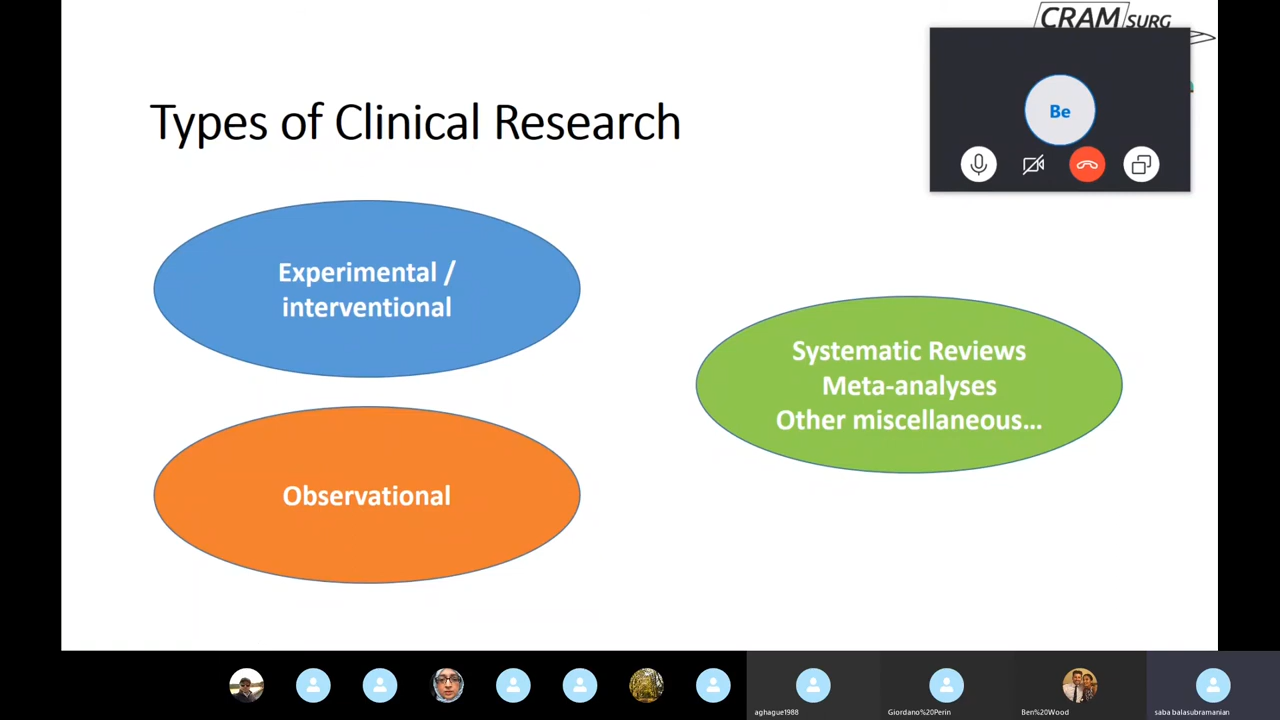 CRAMSURG
Be
Types of Clinical Research
Experimental /
interventional
Systematic Reviews
Meta-analyses
Other miscellaneous...
Observational
aghague1988
Giordano%20Perin
Ben%20Wood
saba balasubramanian